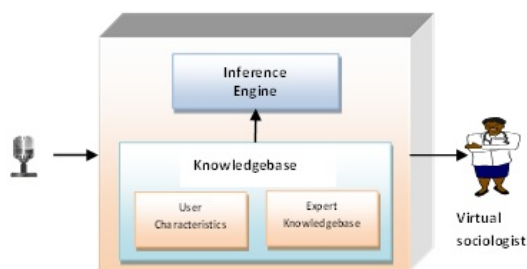 Inference
Engine
Knowledgebase
User
Characteristics
Expert
Knowledgebase
Virtual
sociologist